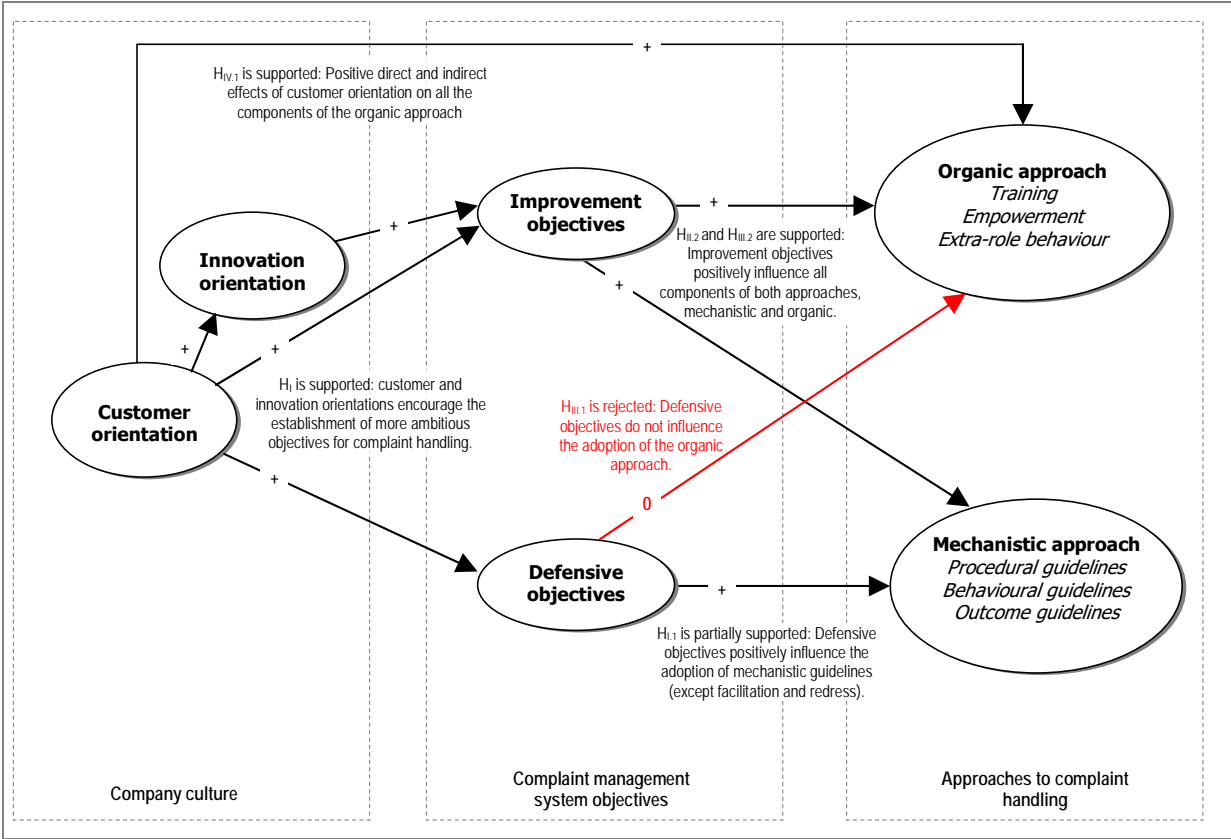 +
H_IV.1 is supported: Positive direct and indirect
effects of customer orientation on all the
components of the organic approach
Organic approach
Training
Empowerment
Extra-role behaviour
Improvement
objectives
+
+
H_II.2 and H_III.2 are supported:
Improvement objectives
positively influence all
components of both approaches,
mechanistic and organic.
Innovation
orientation
+
+
+
H_I is supported: customer and
innovation orientations encourage the
establishment of more ambitious
objectives for complaint handling.
Customer
orientation
H_III.1 is rejected: Defensive
objectives do not influence
the adoption of the organic
approach.
+
0
Mechanistic approach
Procedural guidelines
Behavioural guidelines
Outcome guidelines
Defensive
objectives
+
H_I.1 is partially supported: Defensive
objectives positively influence the
adoption of mechanistic guidelines
(except facilitation and redress).
Company culture
Complaint management
system objectives
Approaches to complaint
handling